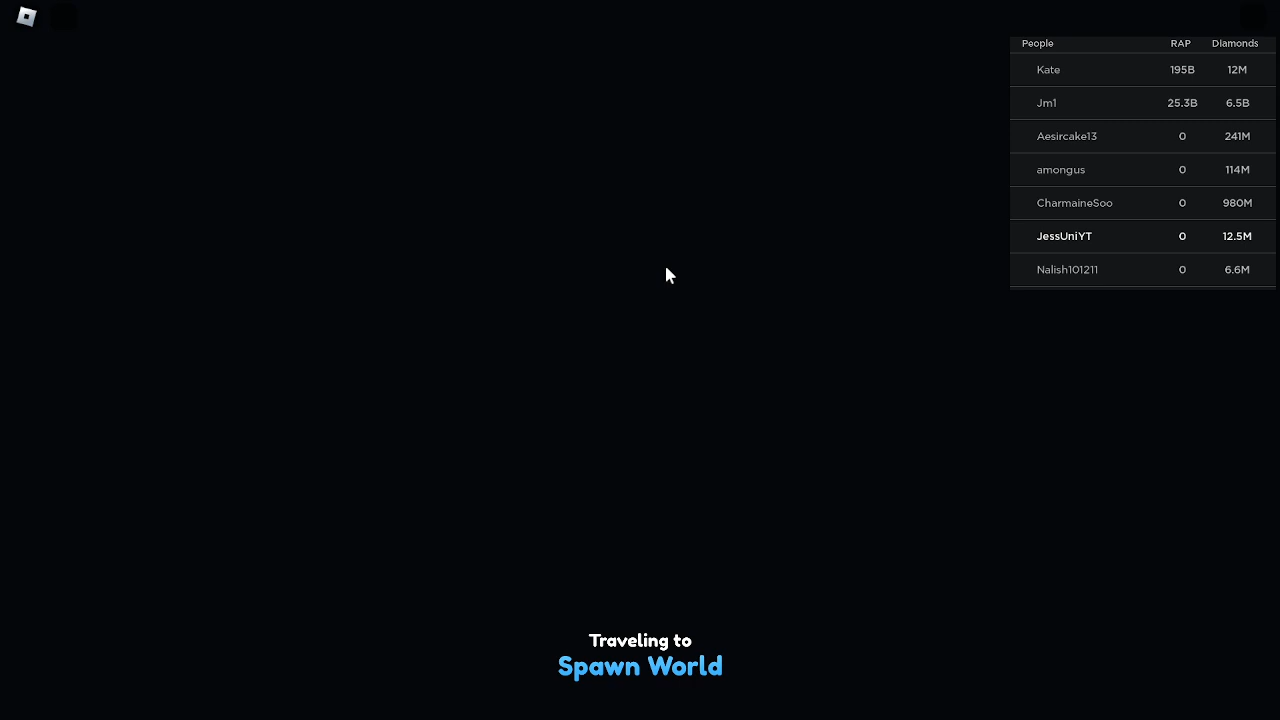 People RAP Diamonds
Kate 195B 12M
Jm1 25.3B 6.5B
Aesircake13 0 241M
amongus 0 114M
CharmaineSoo 0 980M
JessUniYT 0 12.5M
Nalish101211 0 6.6M
Traveling to
Spawn World